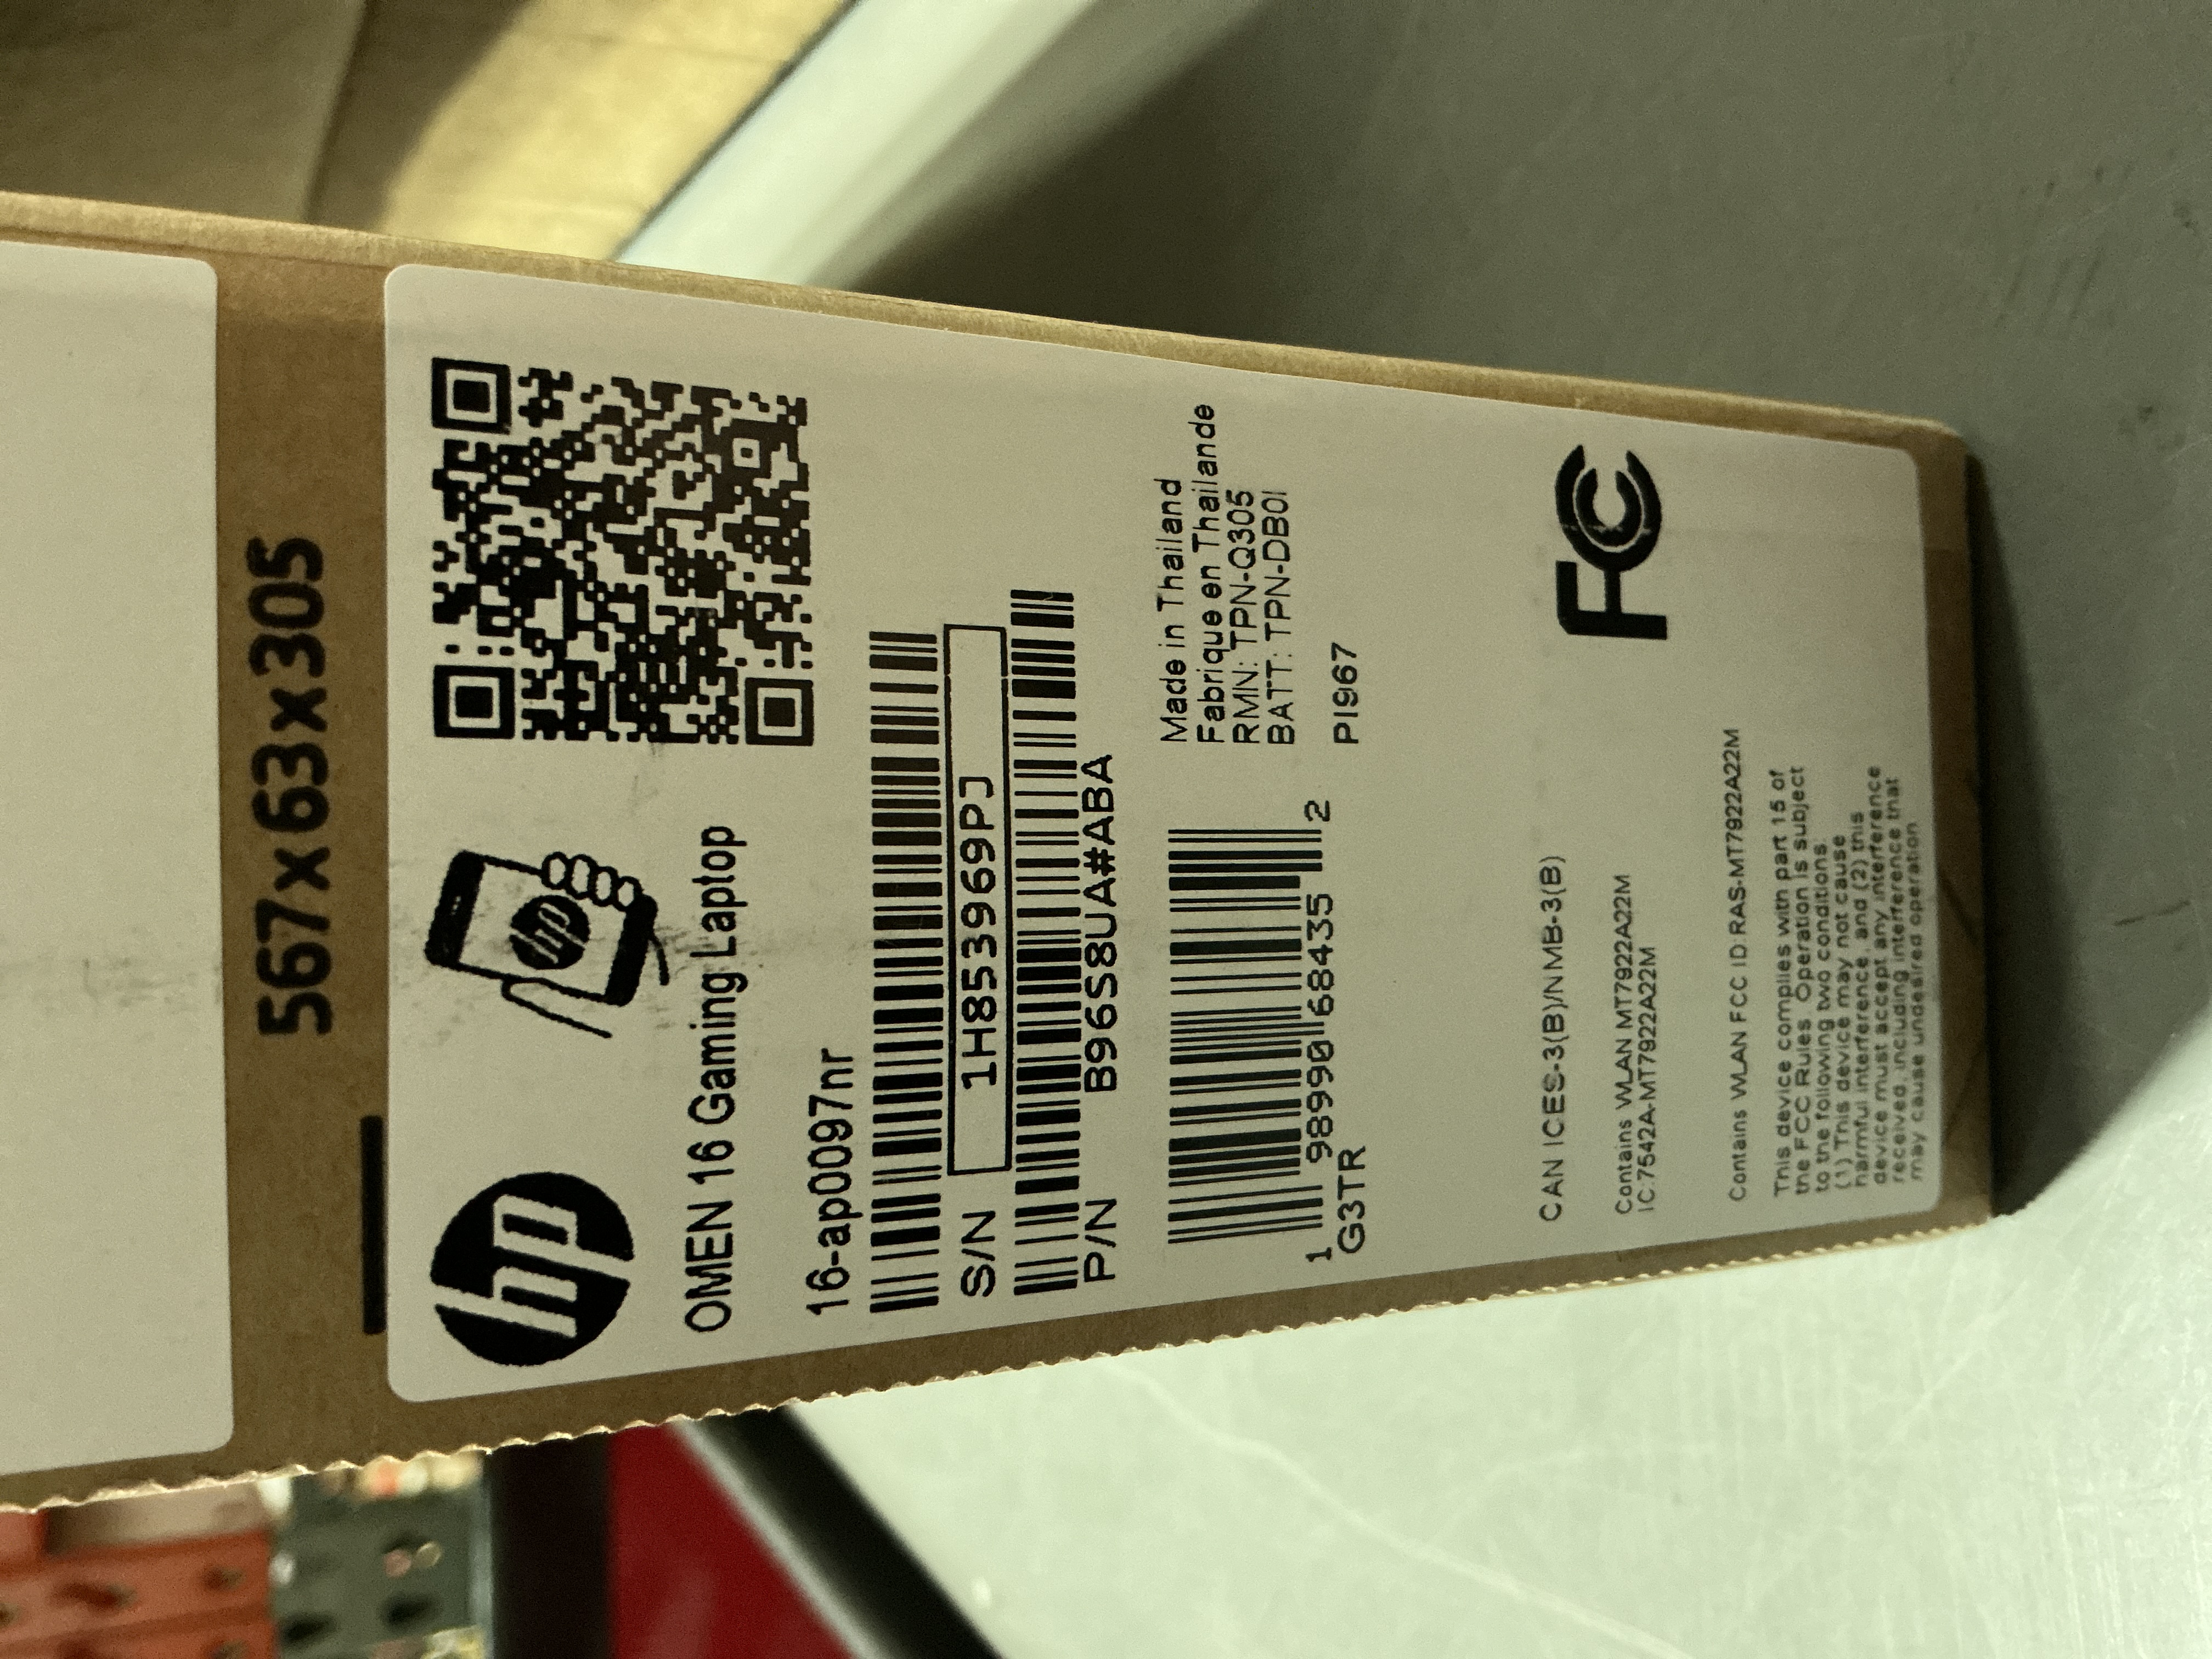 567x63x305
hp
hp
OMEN 16 Gaming Laptop
16-ap0097nr
S/N 1H853969PJ
P/N B96S8UA#ABA
1 98990 68435 2
G3TR
Made in Thailand
Fabrique en Thailande
RMN: TPN-Q305
BATT: TPN-DB0I
PI967
CAN ICES-3(B)/NMB-3(B)
FC
Contains WLAN MT7922A22M
IC:7542A-MT7922A22M
Contains WLAN FCC ID:RAS-MT7922A22M
This device complies with part 15 of
the FCC Rules. Operation is subject
to the following two conditions:
(1) This device may not cause
harmful interference, and (2) this
device must accept any interference
received, including interference that
may cause undesired operation.